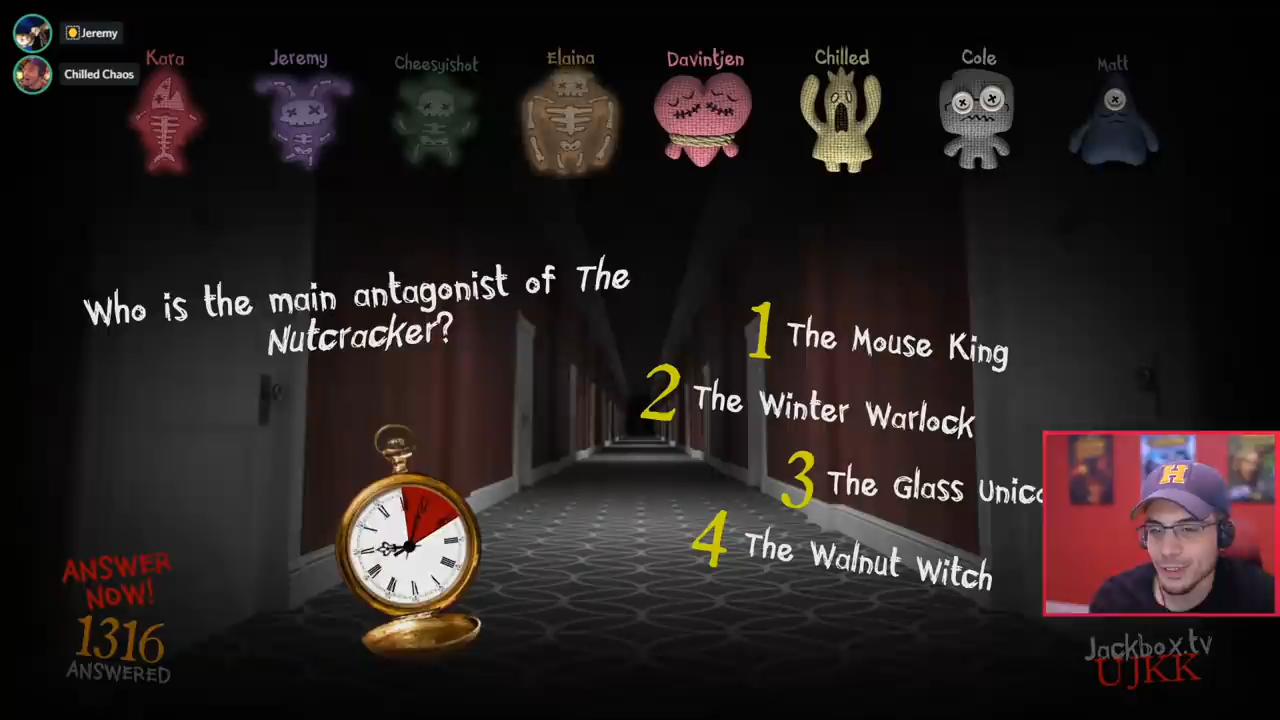 Jeremy
Chilled Chaos
Kara
Jeremy
Cheesyishot
Elaina
Davintjen
Chilled
Cole
Matt
Who is the main antagonist of The
Nutcracker?
1 The Mouse King
2 The Winter Warlock
3 The Glass
4 The Walnut Witch
ANSWER
NOW!
1316
ANSWERED
H
Jackbox.tv
UJKK